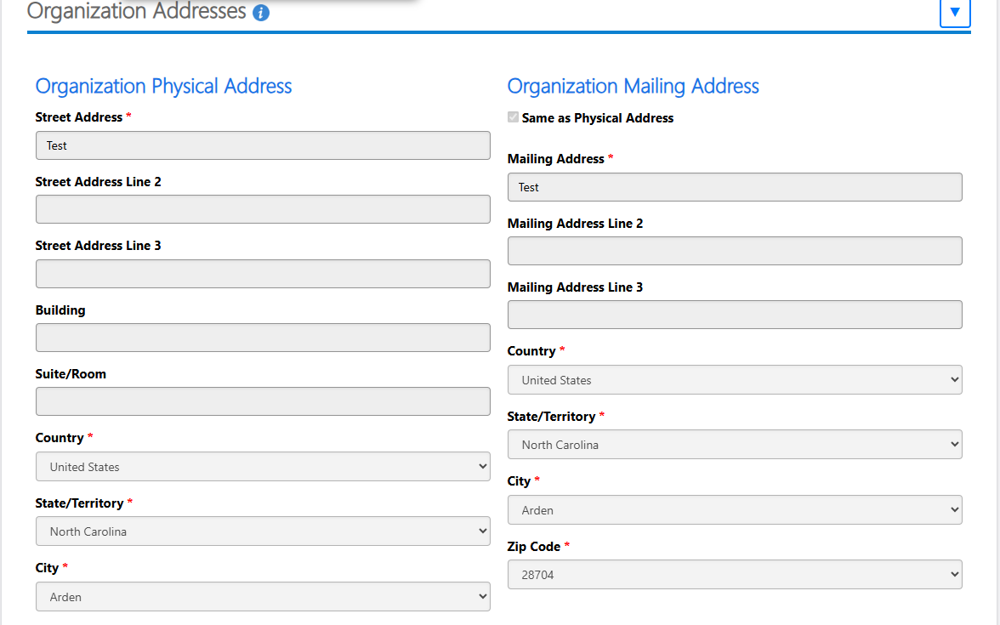 Organization Addresses i
Organization Physical Address
Street Address *
Test
Street Address Line 2
Street Address Line 3
Building
Suite/Room
Country *
United States
State/Territory *
North Carolina
City *
Arden
Organization Mailing Address
Same as Physical Address
Mailing Address *
Test
Mailing Address Line 2
Mailing Address Line 3
Country *
United States
State/Territory *
North Carolina
City *
Arden
Zip Code *
28704